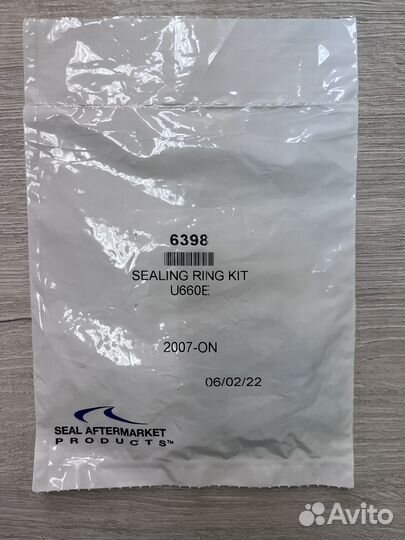 6398
SEALING RING KIT
U660E
2007-ON
06/02/22
SEAL AFTERMARKET
PRODUCTS™
Avito